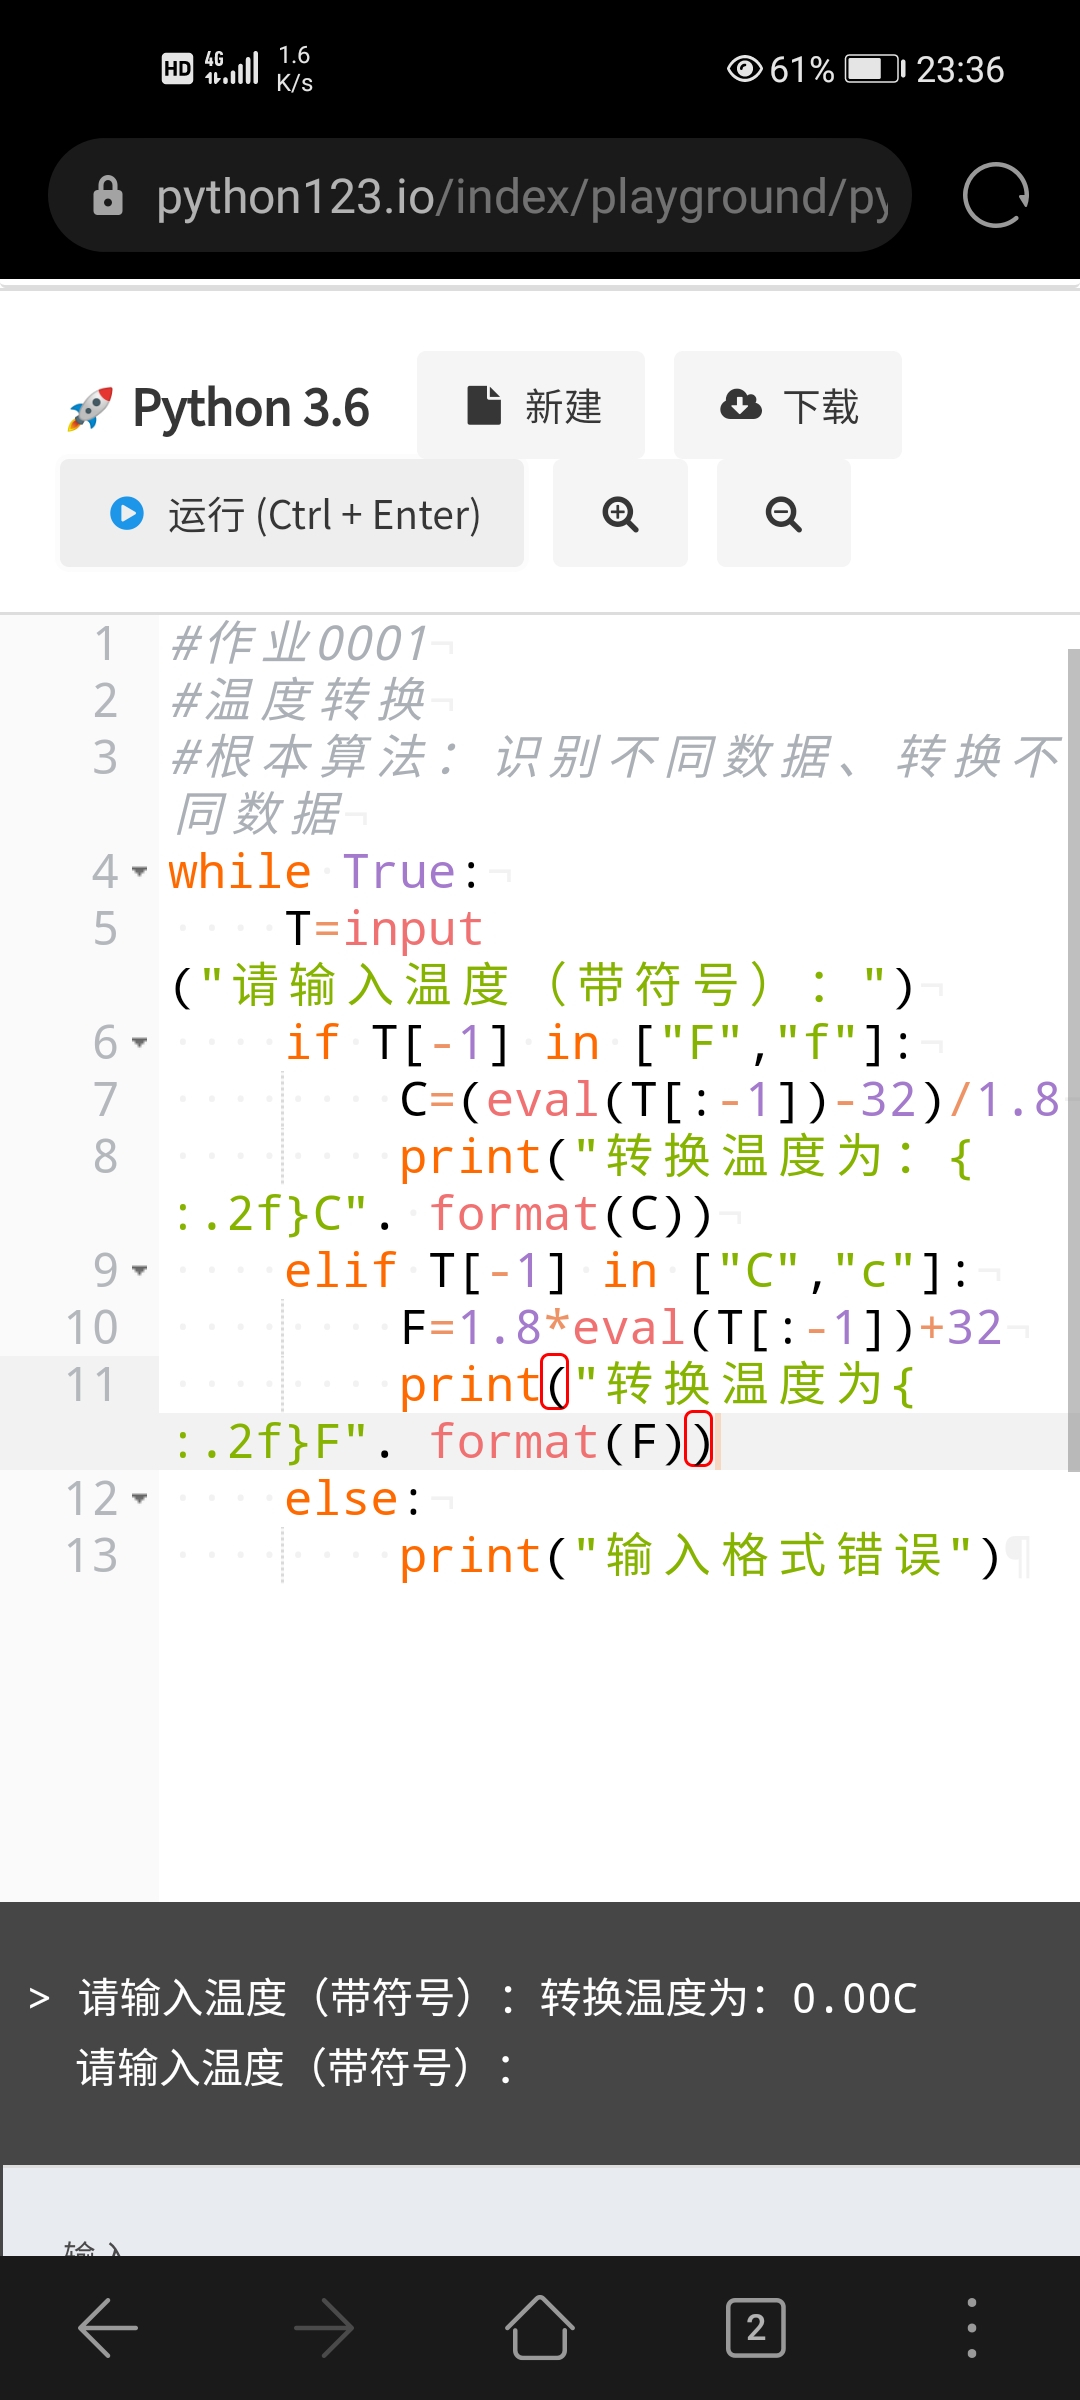 HD 4G 1.6 K/s 61% 23:36
python123.io/index/playground/py
Python 3.6 新建 下载
运行 (Ctrl + Enter)
1 #作业0001
2 #温度转换
3 #根本算法：识别不同数据、转换不
同数据
4 while True:
5 T=input
("请输入温度（带符号）：")
6 if T[-1] in ["F","f"]:
7 C=(eval(T[:-1])-32)/1.8
8 print("转换温度为：{
:.2f}C". format(C))
9 elif T[-1] in ["C","c"]:
10 F=1.8*eval(T[:-1])+32
11 print("转换温度为{
:.2f}F". format(F))
12 else:
13 print("输入格式错误")
> 请输入温度（带符号）：转换温度为：0.00C
请输入温度（带符号）：
输入
2